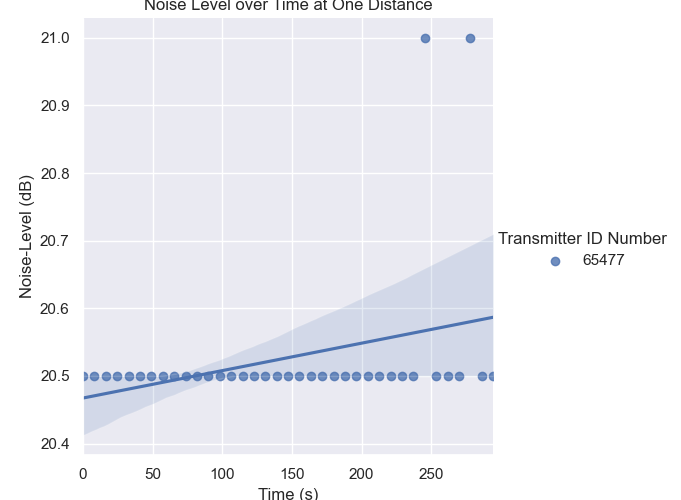 Noise Level over Time at One Distance
21.0
20.9
20.8
20.7
20.6
20.5
20.4
Noise-Level (dB)
0 50 100 150 200 250
Time (s)
Transmitter ID Number
65477